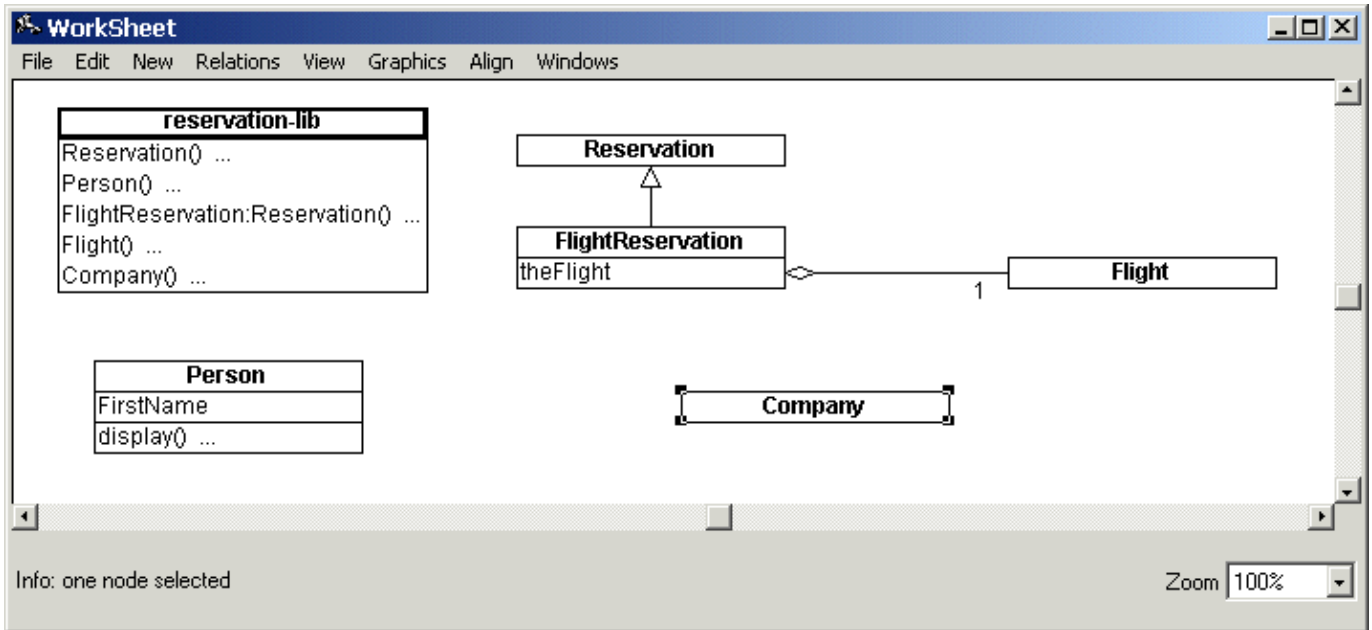 WorkSheet
File Edit New Relations View Graphics Align Windows
reservation-lib
Reservation() ...
Person() ...
FlightReservation:Reservation() ...
Flight() ...
Company() ...
Reservation
FlightReservation
theFlight
1
Flight
Person
FirstName
display() ...
Company
Info: one node selected
Zoom 100%